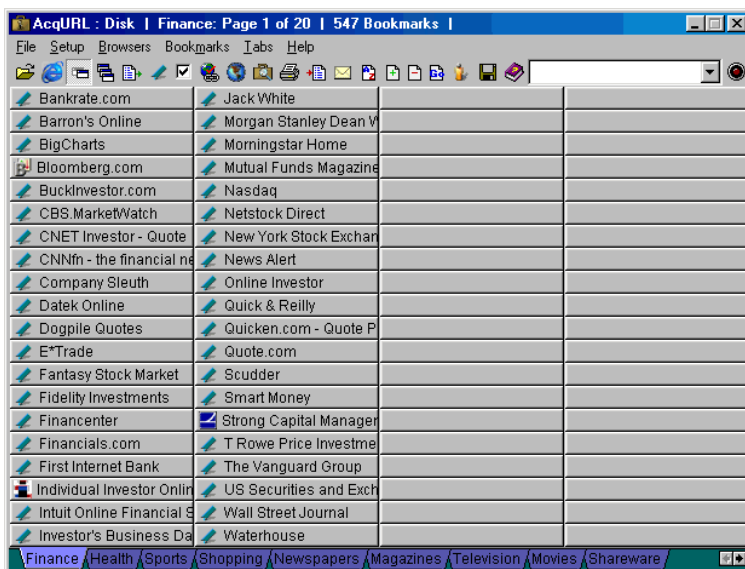 AcqURL : Disk | Finance: Page 1 of 20 | 547 Bookmarks |
File Setup Browsers Bookmarks Tabs Help
Bankrate.com
Barron's Online
BigCharts
Bloomberg.com
BuckInvestor.com
CBS.MarketWatch
CNET Investor - Quote
CNNfn - the financial ne
Company Sleuth
Datek Online
Dogpile Quotes
E*Trade
Fantasy Stock Market
Fidelity Investments
Financenter
Financials.com
First Internet Bank
Individual Investor Onlin
Intuit Online Financial S
Investor's Business Da
Jack White
Morgan Stanley Dean W
Morningstar Home
Mutual Funds Magazine
Nasdaq
Netstock Direct
New York Stock Exchan
News Alert
Online Investor
Quick & Reilly
Quicken.com - Quote P
Quote.com
Scudder
Smart Money
Strong Capital Manager
T Rowe Price Investme
The Vanguard Group
US Securities and Exch
Wall Street Journal
Waterhouse
Finance Health Sports Shopping Newspapers Magazines Television Movies Shareware